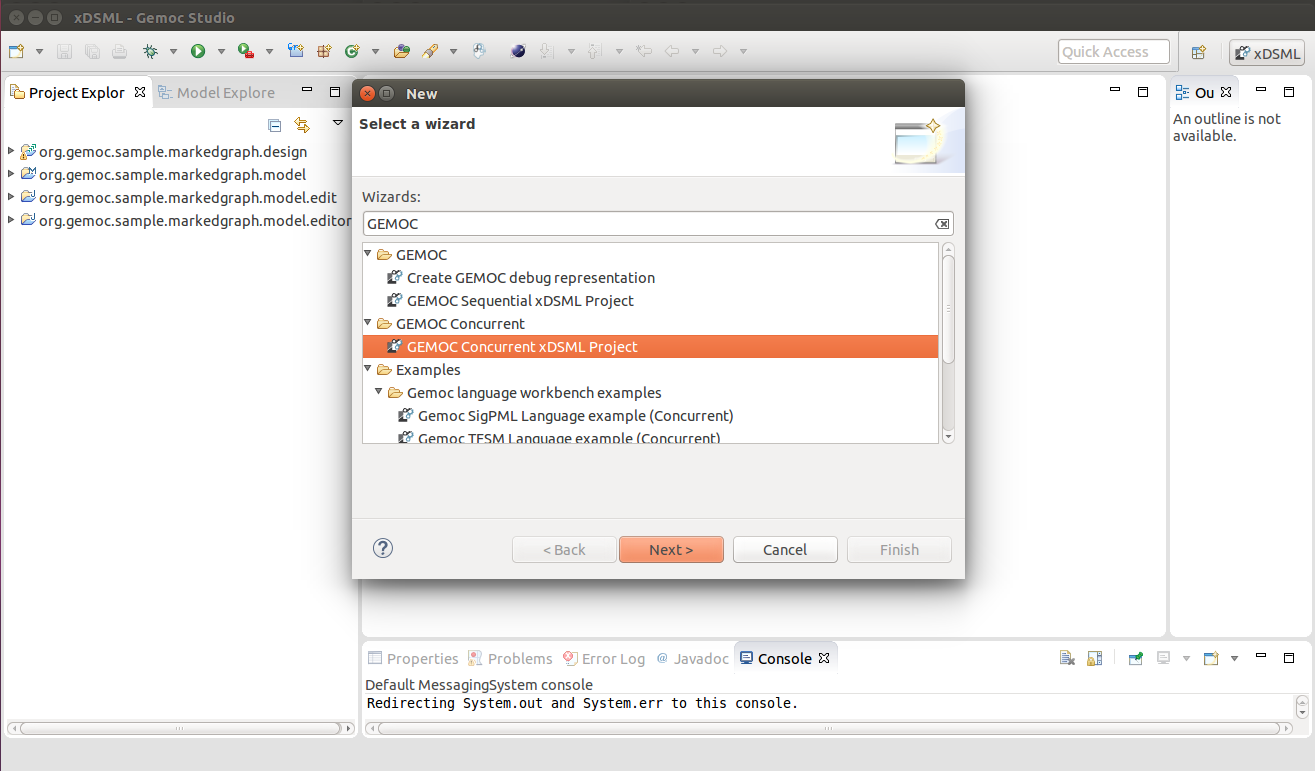 xDSML - Gemoc Studio
Quick Access
xDSML
Project Explor
Model Explore
org.gemoc.sample.markedgraph.design
org.gemoc.sample.markedgraph.model
org.gemoc.sample.markedgraph.model.edit
org.gemoc.sample.markedgraph.model.editor
New
Select a wizard
Wizards:
GEMOC
GEMOC
Create GEMOC debug representation
GEMOC Sequential xDSML Project
GEMOC Concurrent
GEMOC Concurrent xDSML Project
Examples
Gemoc language workbench examples
Gemoc SigPML Language example (Concurrent)
Gemoc TFSM Language example (Concurrent)
?
< Back
Next >
Cancel
Finish
Ou
An outline is not
available.
Properties
Problems
Error Log
@ Javadoc
Console
Default MessagingSystem console
Redirecting System.out and System.err to this console.